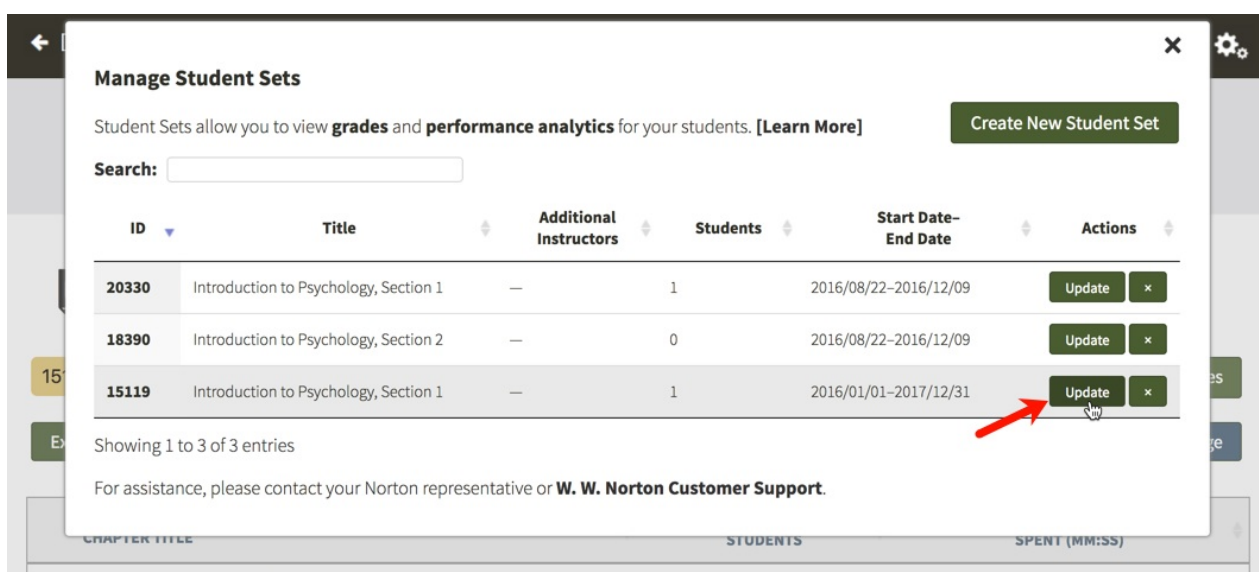 Manage Student Sets
Student Sets allow you to view grades and performance analytics for your students. [Learn More]
Create New Student Set
Search:
ID Title Additional Instructors Students Start Date– End Date Actions
20330 Introduction to Psychology, Section 1 — 1 2016/08/22–2016/12/09 Update ×
18390 Introduction to Psychology, Section 2 — 0 2016/08/22–2016/12/09 Update ×
15119 Introduction to Psychology, Section 1 — 1 2016/01/01–2017/12/31 Update ×
Showing 1 to 3 of 3 entries
For assistance, please contact your Norton representative or W. W. Norton Customer Support.
CHAPTER TITLE STUDENTS SPENT (MM:SS)